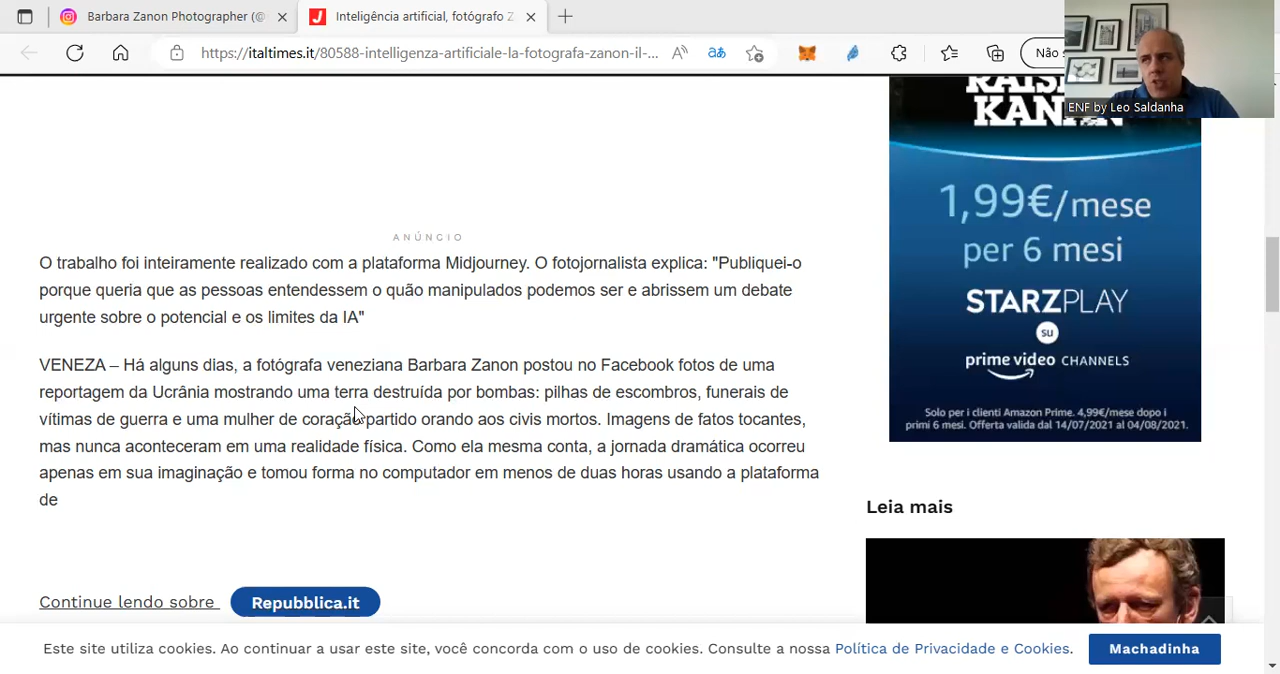 Barbara Zanon Photographer (@
Inteligência artificial, fotógrafo Z
https://italtimes.it/80588-intelligenza-artificiale-la-fotografa-zanon-il-...
Não
ENF by Leo Saldanha
ANÚNCIO
O trabalho foi inteiramente realizado com a plataforma Midjourney. O fotojornalista explica: "Publiquei-o
porque queria que as pessoas entendessem o quão manipulados podemos ser e abrissem um debate
urgente sobre o potencial e os limites da IA"
VENEZA – Há alguns dias, a fotógrafa veneziana Barbara Zanon postou no Facebook fotos de uma
reportagem da Ucrânia mostrando uma terra destruída por bombas: pilhas de escombros, funerais de
vítimas de guerra e uma mulher de coração partido orando aos civis mortos. Imagens de fatos tocantes,
mas nunca aconteceram em uma realidade física. Como ela mesma conta, a jornada dramática ocorreu
apenas em sua imaginação e tomou forma no computador em menos de duas horas usando a plataforma
de
Continue lendo sobre Repubblica.it
KANAN
1,99€/mese
per 6 mesi
STARZPLAY
su
prime video CHANNELS
Solo per i clienti Amazon Prime. 4,99€/mese dopo i
primi 6 mesi. Offerta valida dal 14/07/2021 al 04/08/2021.
Leia mais
Este site utiliza cookies. Ao continuar a usar este site, você concorda com o uso de cookies. Consulte a nossa Política de Privacidade e Cookies.
Machadinha